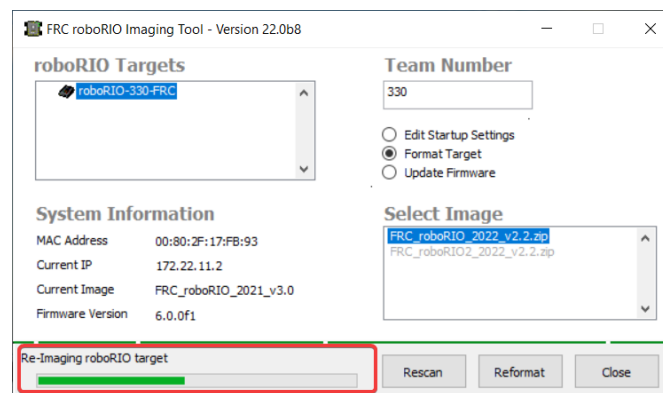 FRC roboRIO Imaging Tool - Version 22.0b8
roboRIO Targets
roboRIO-330-FRC
Team Number
330
Edit Startup Settings
Format Target
Update Firmware
System Information
MAC Address 00:80:2F:17:FB:93
Current IP 172.22.11.2
Current Image FRC_roboRIO_2021_v3.0
Firmware Version 6.0.0f1
Select Image
FRC_roboRIO_2022_v2.2.zip
FRC_roboRIO2_2022_v2.2.zip
Re-Imaging roboRIO target
Rescan
Reformat
Close